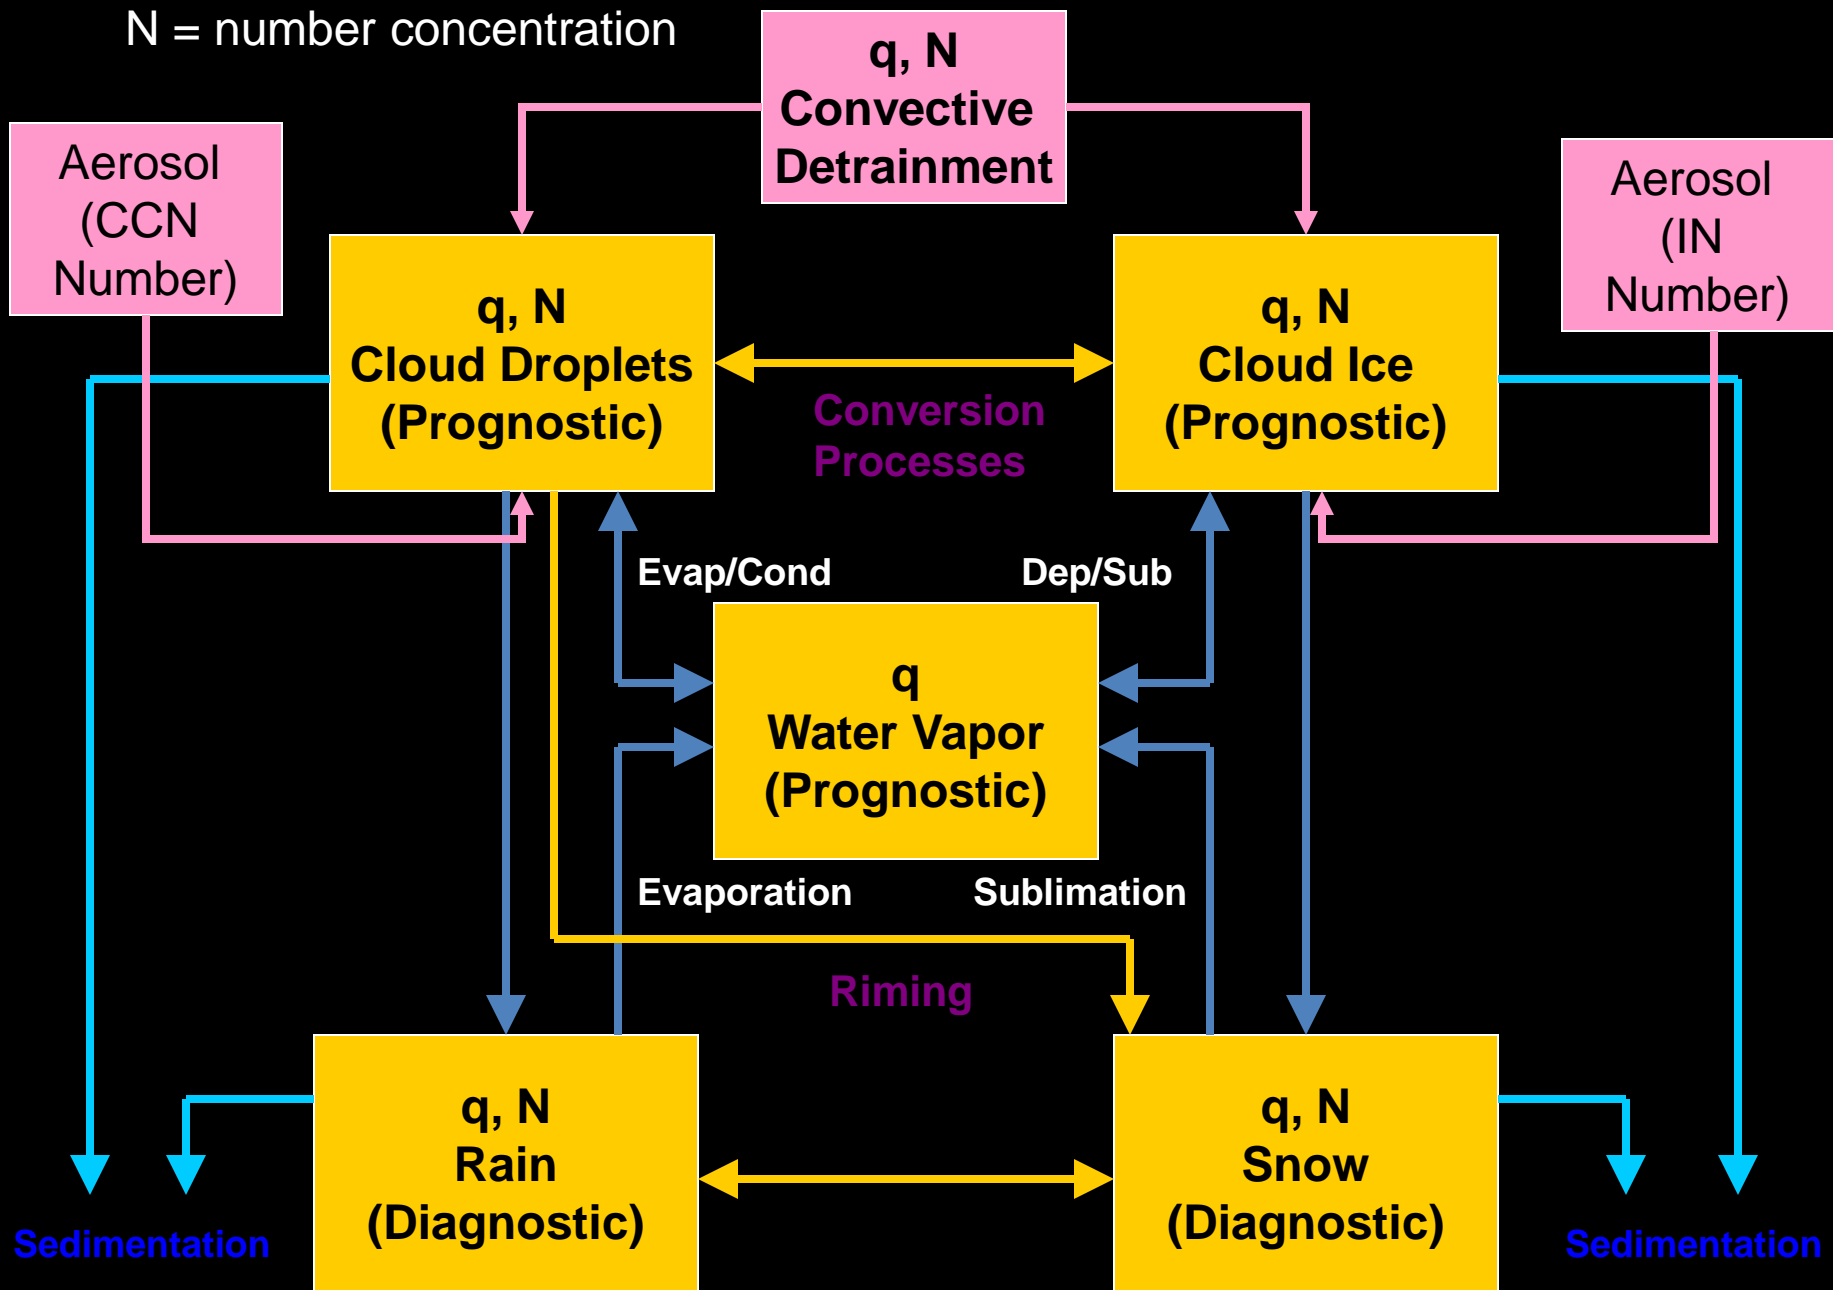 N = number concentration
q, N
Convective
Detrainment
Aerosol
(CCN
Number)
Aerosol
(IN
Number)
q, N
Cloud Droplets
(Prognostic)
q, N
Cloud Ice
(Prognostic)
Conversion
Processes
Evap/Cond
Dep/Sub
q
Water Vapor
(Prognostic)
Evaporation
Sublimation
Riming
q, N
Rain
(Diagnostic)
q, N
Snow
(Diagnostic)
Sedimentation
Sedimentation